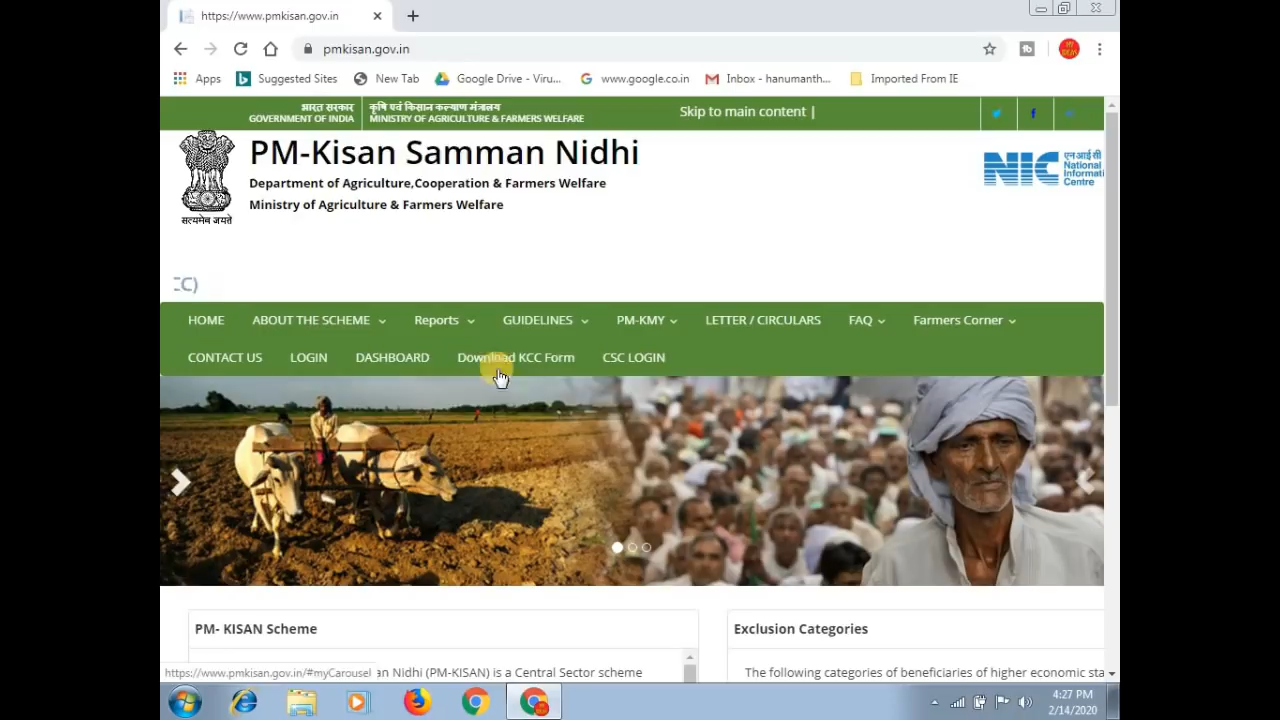 https://www.pmkisan.gov.in
pmkisan.gov.in
Apps
Suggested Sites
New Tab
Google Drive - Viru...
www.google.co.in
Inbox - hanumanth...
Imported From IE
भारत सरकार
GOVERNMENT OF INDIA
कृषि एवं किसान कल्याण मंत्रालय
MINISTRY OF AGRICULTURE & FARMERS WELFARE
Skip to main content |
PM-Kisan Samman Nidhi
Department of Agriculture,Cooperation & Farmers Welfare
Ministry of Agriculture & Farmers Welfare
सत्यमेव जयते
NIC
एन आई सी
National
Informati
Centre
C)
HOME
ABOUT THE SCHEME
Reports
GUIDELINES
PM-KMY
LETTER / CIRCULARS
FAQ
Farmers Corner
CONTACT US
LOGIN
DASHBOARD
Download KCC Form
CSC LOGIN
PM- KISAN Scheme
Exclusion Categories
https://www.pmkisan.gov.in/#myCarousel
an Nidhi (PM-KISAN) is a Central Sector scheme
The following categories of beneficiaries of higher economic sta
4:27 PM
2/14/2020